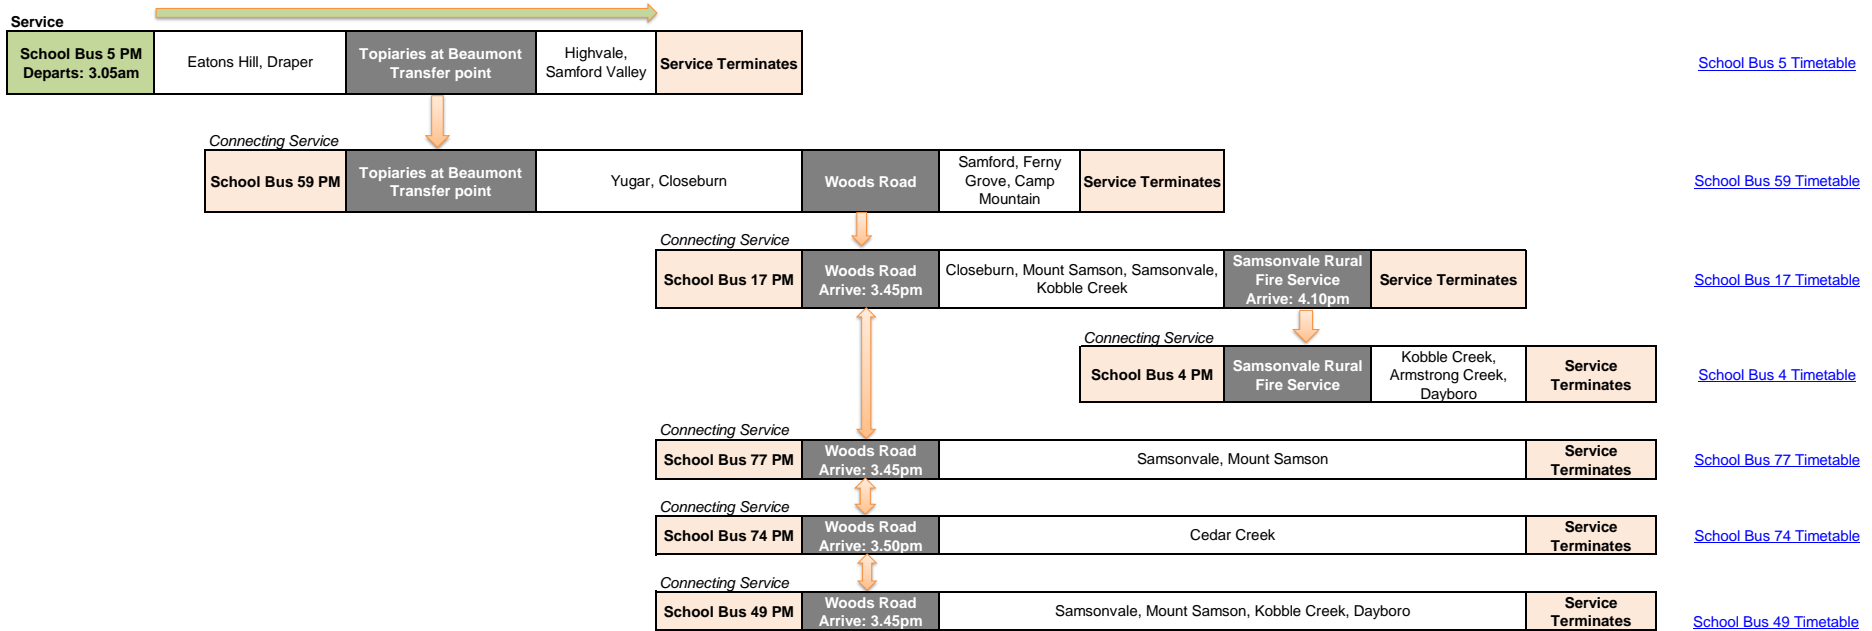 Service
School Bus 5 PM
Departs: 3.05am
Eatons Hill, Draper
Topiaries at Beaumont
Transfer point
Highvale,
Samford Valley
Service Terminates
School Bus 5 Timetable
Connecting Service
School Bus 59 PM
Topiaries at Beaumont
Transfer point
Yugar, Closeburn
Woods Road
Samford, Ferny
Grove, Camp
Mountain
Service Terminates
School Bus 59 Timetable
Connecting Service
School Bus 17 PM
Woods Road
Arrive: 3.45pm
Closeburn, Mount Samson, Samsonvale,
Kobble Creek
Samsonvale Rural
Fire Service
Arrive: 4.10pm
Service Terminates
School Bus 17 Timetable
Connecting Service
School Bus 4 PM
Samsonvale Rural
Fire Service
Kobble Creek,
Armstrong Creek,
Dayboro
Service
Terminates
School Bus 4 Timetable
Connecting Service
School Bus 77 PM
Woods Road
Arrive: 3.45pm
Samsonvale, Mount Samson
Service
Terminates
School Bus 77 Timetable
Connecting Service
School Bus 74 PM
Woods Road
Arrive: 3.50pm
Cedar Creek
Service
Terminates
School Bus 74 Timetable
Connecting Service
School Bus 49 PM
Woods Road
Arrive: 3.45pm
Samsonvale, Mount Samson, Kobble Creek, Dayboro
Service
Terminates
School Bus 49 Timetable